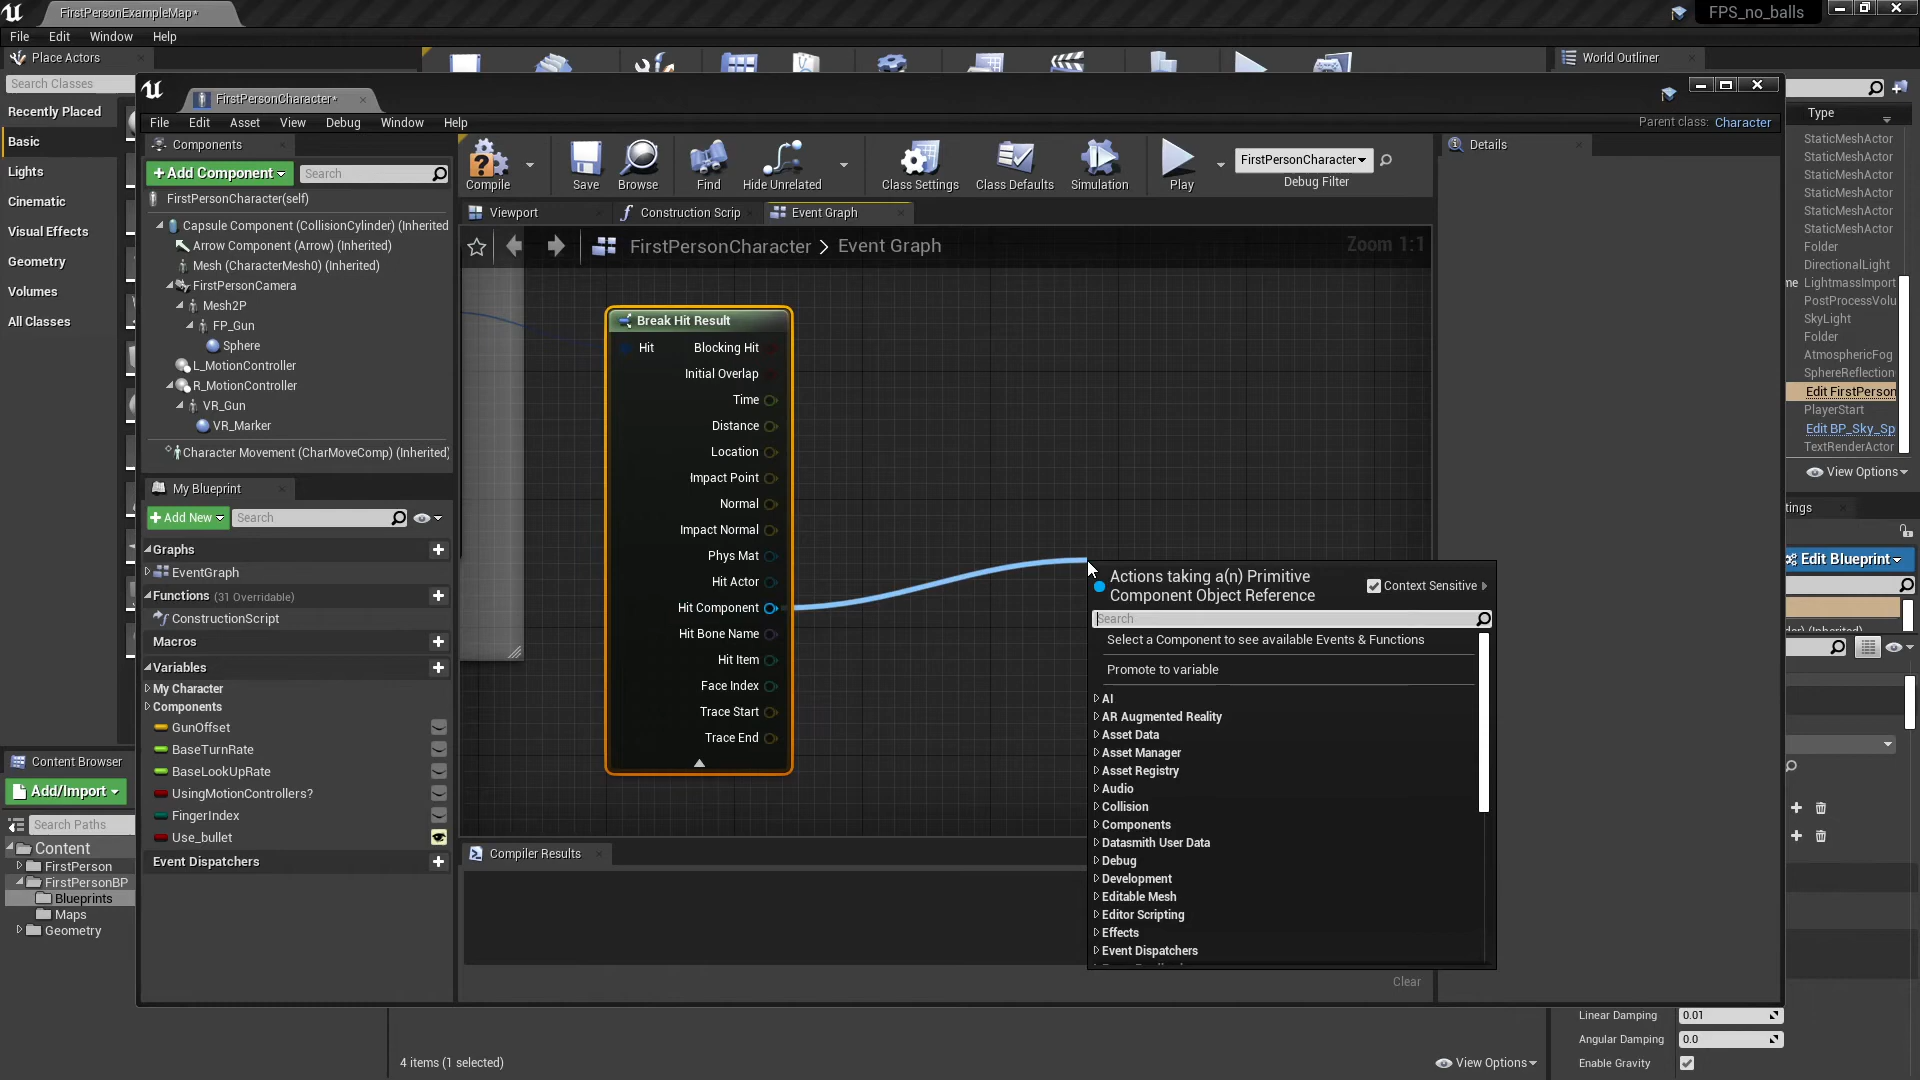 FirstPersonExampleMap*
FPS_no_balls
File Edit Window Help
Place Actors
World Outliner
Search Classes
Recently Placed
Basic
Lights
Cinematic
Visual Effects
Geometry
Volumes
All Classes
FirstPersonCharacter*
File Edit Asset View Debug Window Help
Parent class: Character
Components
+Add Component
Search
FirstPersonCharacter(self)
Capsule Component (CollisionCylinder) (Inherited
Arrow Component (Arrow) (Inherited)
Mesh (CharacterMesh0) (Inherited)
FirstPersonCamera
Mesh2P
FP_Gun
Sphere
L_MotionController
R_MotionController
VR_Gun
VR_Marker
Character Movement (CharMoveComp) (Inherited)
My Blueprint
+Add New
Search
Graphs
EventGraph
Functions (31 Overridable)
ConstructionScript
Macros
Variables
My Character
Components
GunOffset
BaseTurnRate
BaseLookUpRate
UsingMotionControllers?
FingerIndex
Use_bullet
Event Dispatchers
Compile
Save
Browse
Find
Hide Unrelated
Class Settings
Class Defaults
Simulation
Play
FirstPersonCharacter
Debug Filter
Viewport
Construction Scrip
Event Graph
FirstPersonCharacter > Event Graph
Zoom 1:1
Break Hit Result
Hit
Blocking Hit
Initial Overlap
Time
Distance
Location
Impact Point
Normal
Impact Normal
Phys Mat
Hit Actor
Hit Component
Hit Bone Name
Hit Item
Face Index
Trace Start
Trace End
Actions taking a(n) Primitive
Component Object Reference
Context Sensitive
Search
Select a Component to see available Events & Functions
Promote to variable
AI
AR Augmented Reality
Asset Data
Asset Manager
Asset Registry
Audio
Collision
Components
Datasmith User Data
Debug
Development
Editable Mesh
Editor Scripting
Effects
Event Dispatchers
Compiler Results
Clear
Details
Type
StaticMeshActor
StaticMeshActor
StaticMeshActor
StaticMeshActor
StaticMeshActor
StaticMeshActor
Folder
DirectionalLight
me LightmassImport
PostProcessVolu
SkyLight
Folder
AtmosphericFog
SphereReflection
Edit FirstPerson
PlayerStart
Edit BP_Sky_Sp
TextRenderActor
View Options
tings
Edit Blueprint
Content Browser
Add/Import
Search Paths
Content
FirstPerson
FirstPersonBP
Blueprints
Maps
Geometry
4 items (1 selected)
View Options
Linear Damping 0.01
Angular Damping 0.0
Enable Gravity